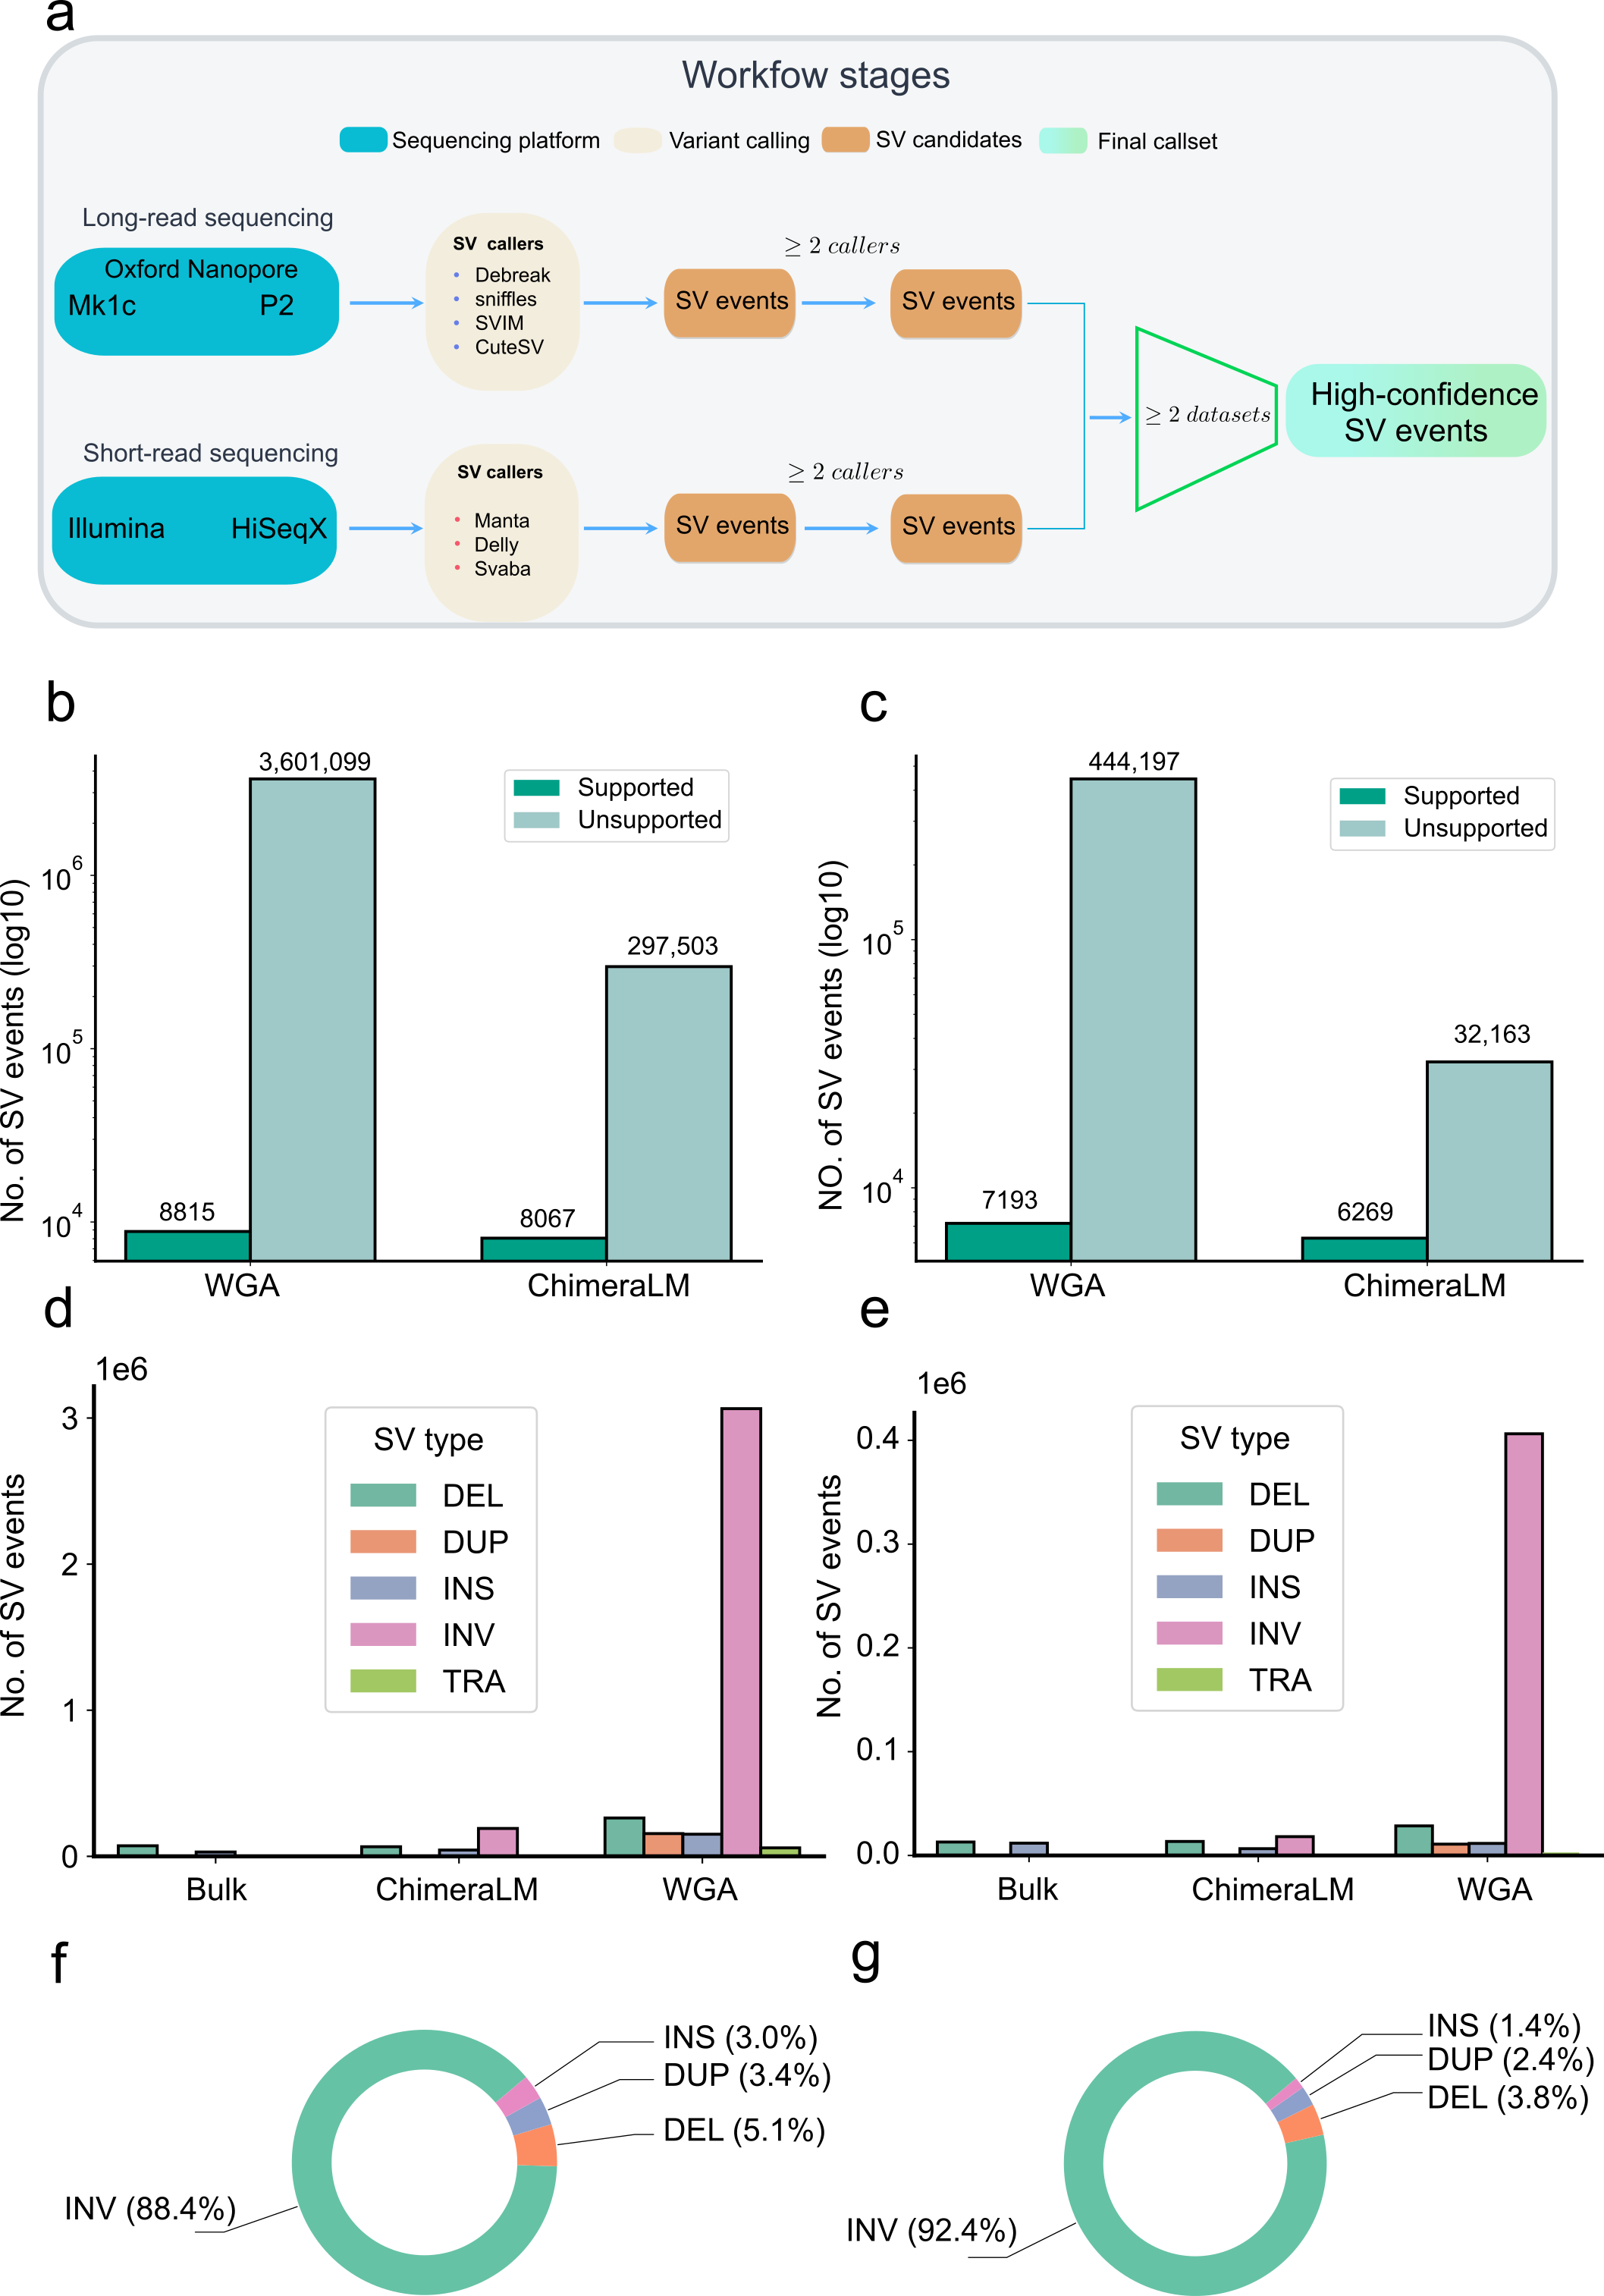 a
Workfow stages
Sequencing platform
Variant calling
SV candidates
Final callset
Long-read sequencing
Oxford Nanopore
Mk1c P2
SV callers
• Debreak
• sniffles
• SVIM
• CuteSV
SV events
≥ 2 callers
SV events
Short-read sequencing
Illumina HiSeqX
SV callers
• Manta
• Delly
• Svaba
SV events
≥ 2 callers
SV events
≥ 2 datasets
High-confidence
SV events
b
No. of SV events (log10)
10^6
10^5
10^4
3,601,099
8815
297,503
8067
Supported
Unsupported
WGA
ChimeraLM
c
NO. of SV events (log10)
10^5
10^4
444,197
7193
32,163
6269
Supported
Unsupported
WGA
ChimeraLM
d
1e6
No. of SV events
3
2
1
0
SV type
DEL
DUP
INS
INV
TRA
Bulk
ChimeraLM
WGA
e
1e6
No. of SV events
0.4
0.3
0.2
0.1
0.0
SV type
DEL
DUP
INS
INV
TRA
Bulk
ChimeraLM
WGA
f
INS (3.0%)
DUP (3.4%)
DEL (5.1%)
INV (88.4%)
g
INS (1.4%)
DUP (2.4%)
DEL (3.8%)
INV (92.4%)